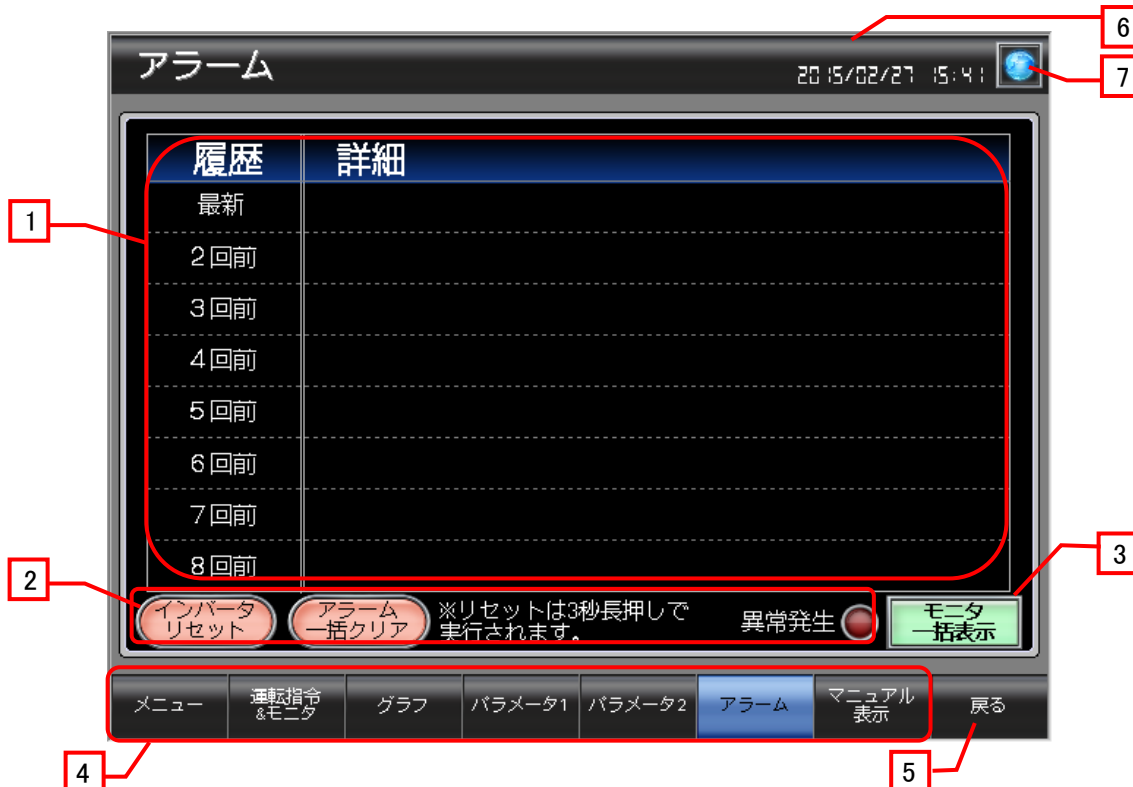 6
アラーム
2015/02/27 15:41
7
履歴 詳細
1
最新
2回前
3回前
4回前
5回前
6回前
7回前
8回前
3
2
インバータ
リセット
アラーム
一括クリア
※リセットは3秒長押しで
実行されます。
異常発生
モニタ
一括表示
メニュー
運転指令
&モニタ
グラフ
パラメータ1
パラメータ2
アラーム
マニュアル
表示
戻る
4
5